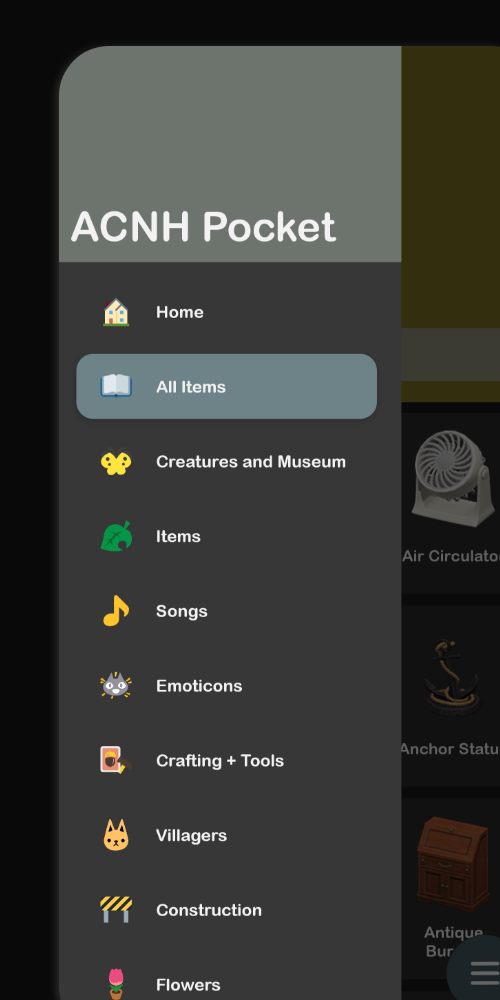 ACNH Pocket
Home
All Items
Creatures and Museum
Items
Air Circulator
Songs
Emoticons
Anchor Statu
Crafting + Tools
Villagers
Construction
Antique
Bur
Flowers